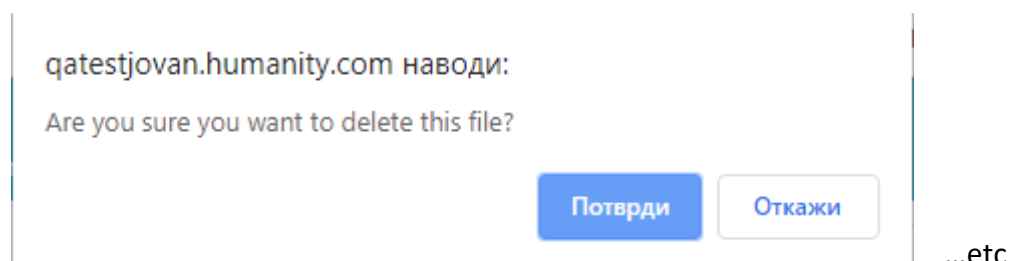 qatestjovan.humanity.com наводи:
Are you sure you want to delete this file?
Потврди Откажи
...etc